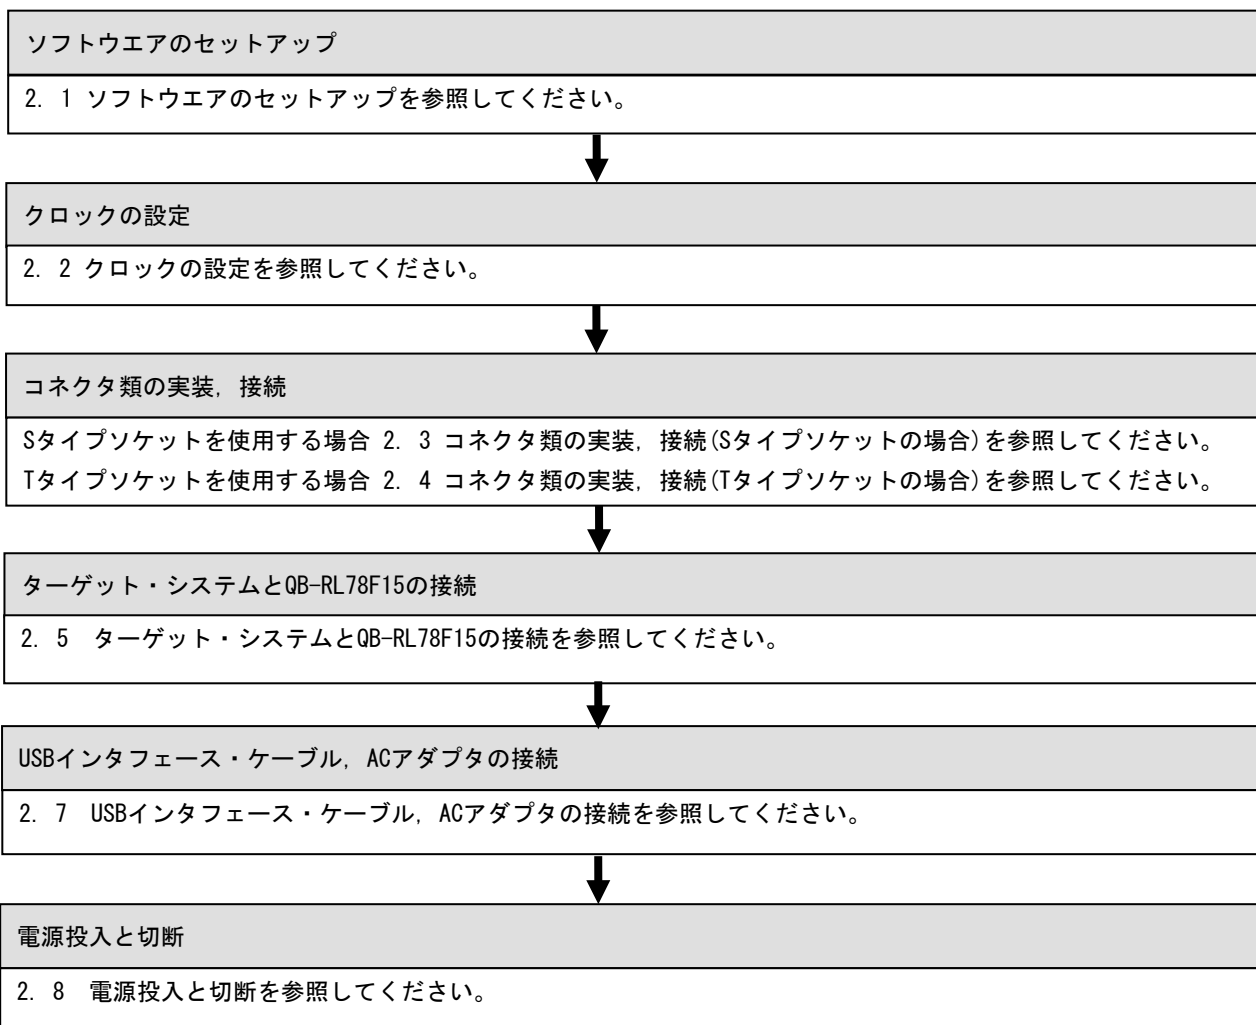 ソフトウエアのセットアップ
2. 1 ソフトウエアのセットアップを参照してください。
クロックの設定
2. 2 クロックの設定を参照してください。
コネクタ類の実装, 接続
Sタイプソケットを使用する場合 2. 3 コネクタ類の実装, 接続(Sタイプソケットの場合)を参照してください。
Tタイプソケットを使用する場合 2. 4 コネクタ類の実装, 接続(Tタイプソケットの場合)を参照してください。
ターゲット・システムとQB-RL78F15の接続
2. 5 ターゲット・システムとQB-RL78F15の接続を参照してください。
USBインタフェース・ケーブル, ACアダプタの接続
2. 7 USBインタフェース・ケーブル, ACアダプタの接続を参照してください。
電源投入と切断
2. 8 電源投入と切断を参照してください。